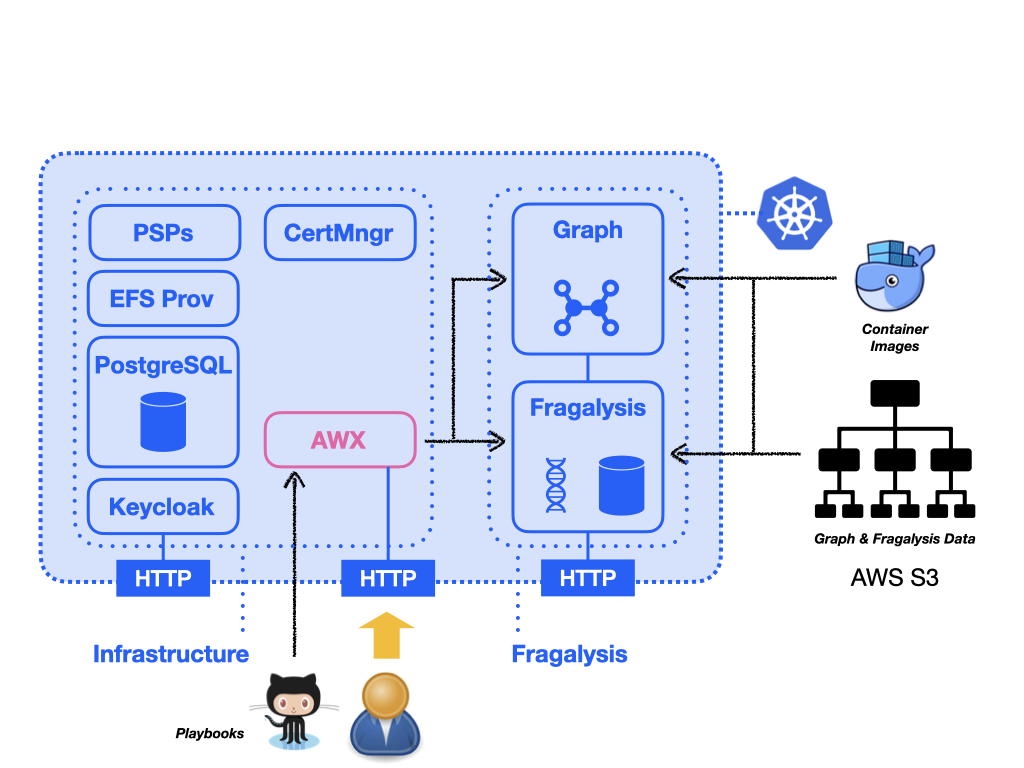 PSPs
CertMngr
EFS Prov
PostgreSQL
AWX
Keycloak
Graph
Fragalysis
HTTP
HTTP
HTTP
Infrastructure
Fragalysis
Playbooks
Container
Images
Graph & Fragalysis Data
AWS S3